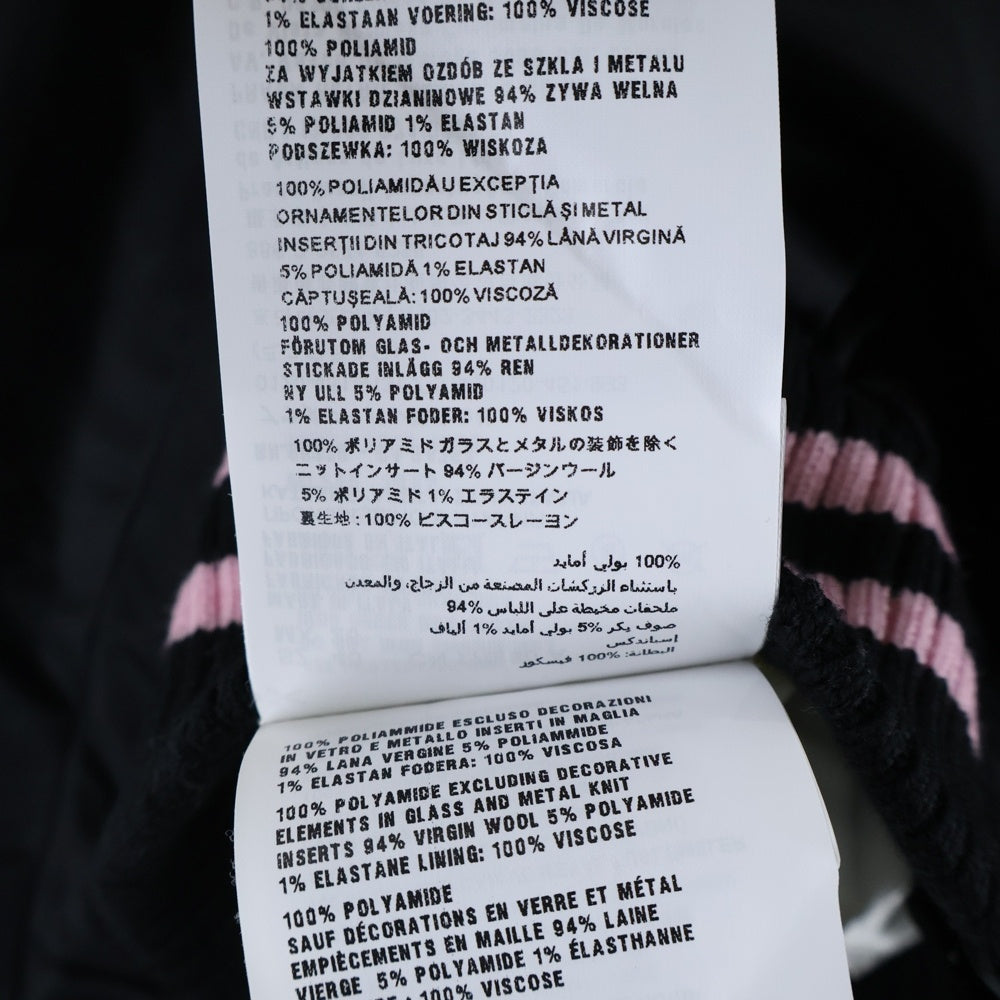 1% ELASTAAN VOERING: 100% VISCOSE
100% POLIAMID
ZA WYJATKIEM OZDÓB ZE SZKLA I METALU
WSTAWKI DZIANINOWE 94% ZYWA WELNA
5% POLIAMID 1% ELASTAN
PODSZEWKA: 100% WISKOZA
100% POLIAMIDĂ U EXCEPȚIA
ORNAMENTELOR DIN STICLĂ ȘI METAL
INSERȚII DIN TRICOTAJ 94% LÂNĂ VIRGINĂ
5% POLIAMIDĂ 1% ELASTAN
CĂPTUȘEALĂ: 100% VISCOZĂ
100% POLYAMID
FÖRUTOM GLAS- OCH METALLDEKORATIONER
STICKADE INLÄGG 94% REN
NY ULL 5% POLYAMID
1% ELASTAN FODER: 100% VISKOS
100% ポリアミド ガラスとメタルの装飾を除く
ニットインサート 94% バージンウール
5% ポリアミド 1% エラステイン
裏生地 : 100% ビスコースレーヨン
100% بولي أمايد
باستثناء الزركشات المصنعة من الزجاج، والمعدن
ملحقات مخيطة على اللباس 94%
صوف بكر 5% بولي أمايد 1% ألياف
اسباندكس
البطانة: 100% فيسكوز
100% POLIAMMIDE ESCLUSO DECORAZIONI
IN VETRO E METALLO INSERTI IN MAGLIA
94% LANA VERGINE 5% POLIAMMIDE
1% ELASTAN FODERA: 100% VISCOSA
100% POLYAMIDE EXCLUDING DECORATIVE
ELEMENTS IN GLASS AND METAL KNIT
INSERTS 94% VIRGIN WOOL 5% POLYAMIDE
1% ELASTANE LINING: 100% VISCOSE
100% POLYAMIDE
SAUF DÉCORATIONS EN VERRE ET MÉTAL
EMPIÈCEMENTS EN MAILLE 94% LAINE
VIERGE 5% POLYAMIDE 1% ÉLASTHANNE
: 100% VISCOSE